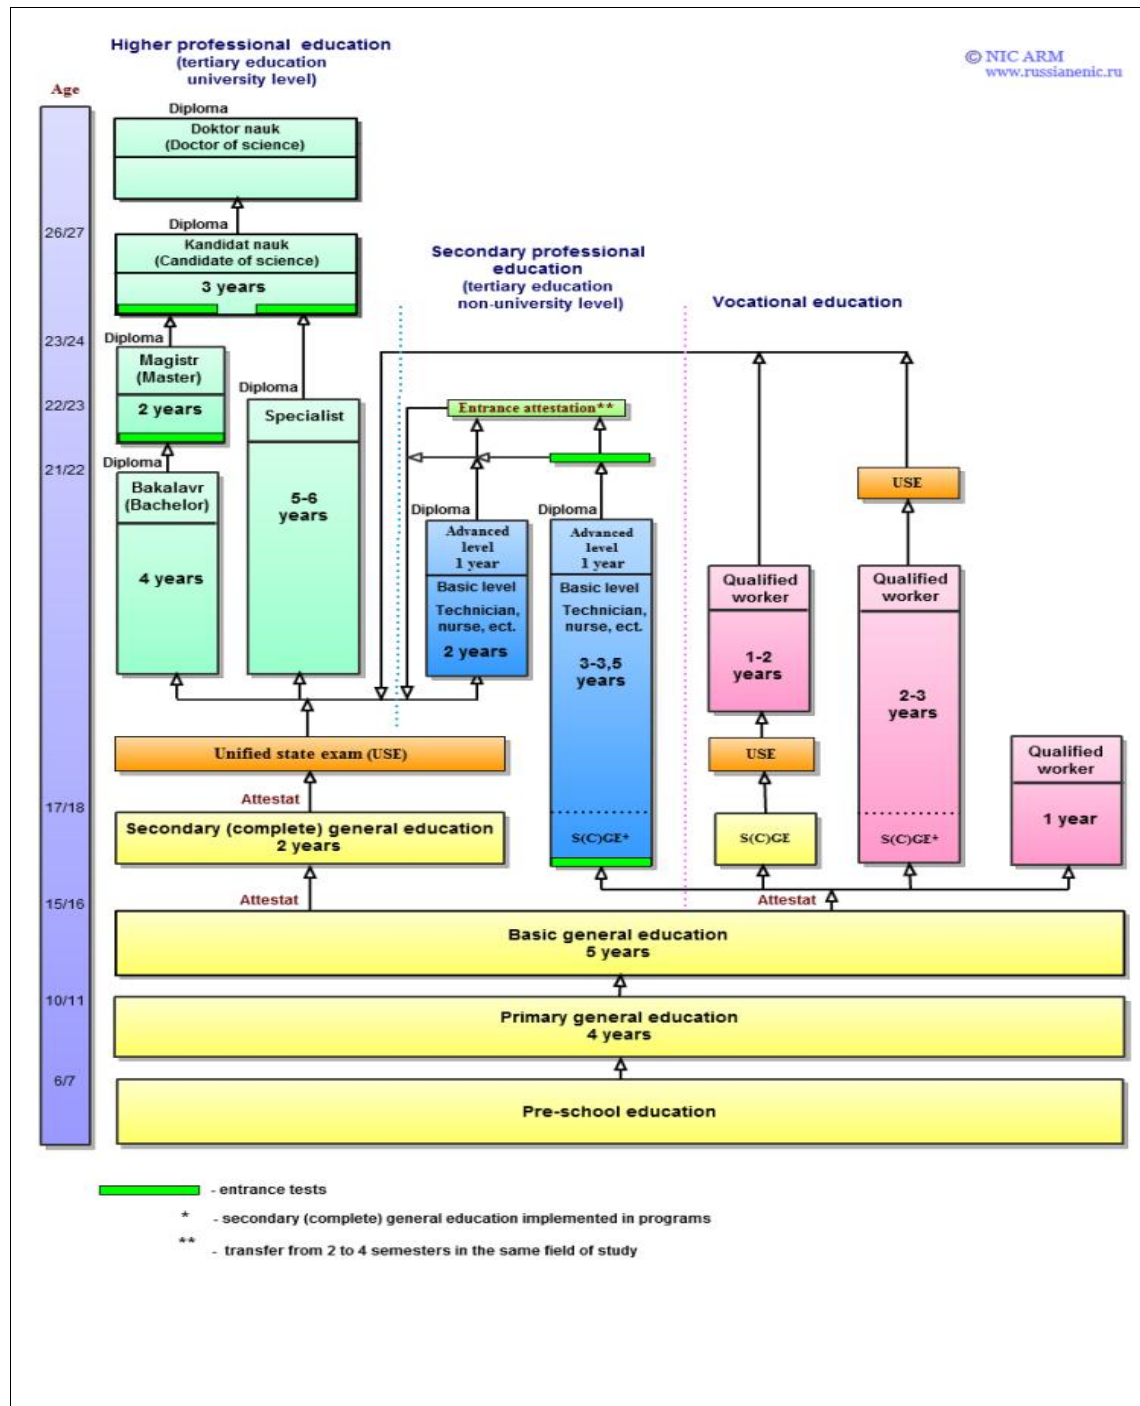 Higher professional education
(tertiary education
university level)
© NIC ARM
www.russianenic.ru
Age
Diploma
Doktor nauk
(Doctor of science)
26/27
Diploma
Kandidat nauk
(Candidate of science)
3 years
Secondary professional
education
(tertiary education
non-university level)
Vocational education
23/24
Diploma
Magistr
(Master)
2 years
22/23
Diploma
Specialist
5-6
years
Entrance attestation**
21/22
Diploma
Bakalavr
(Bachelor)
4 years
USE
Diploma
Advanced
level
1 year
Basic level
Technician,
nurse, ect.
2 years
Diploma
Advanced
level
1 year
Basic level
Technician,
nurse, ect.
3-3,5
years
S(C)GE*
Qualified
worker
1-2
years
USE
S(C)GE
Qualified
worker
2-3
years
S(C)GE*
Qualified
worker
1 year
Unified state exam (USE)
17/18
Attestat
Secondary (complete) general education
2 years
15/16
Attestat
Attestat
Basic general education
5 years
10/11
Primary general education
4 years
6/7
Pre-school education
- entrance tests
* - secondary (complete) general education implemented in programs
** - transfer from 2 to 4 semesters in the same field of study